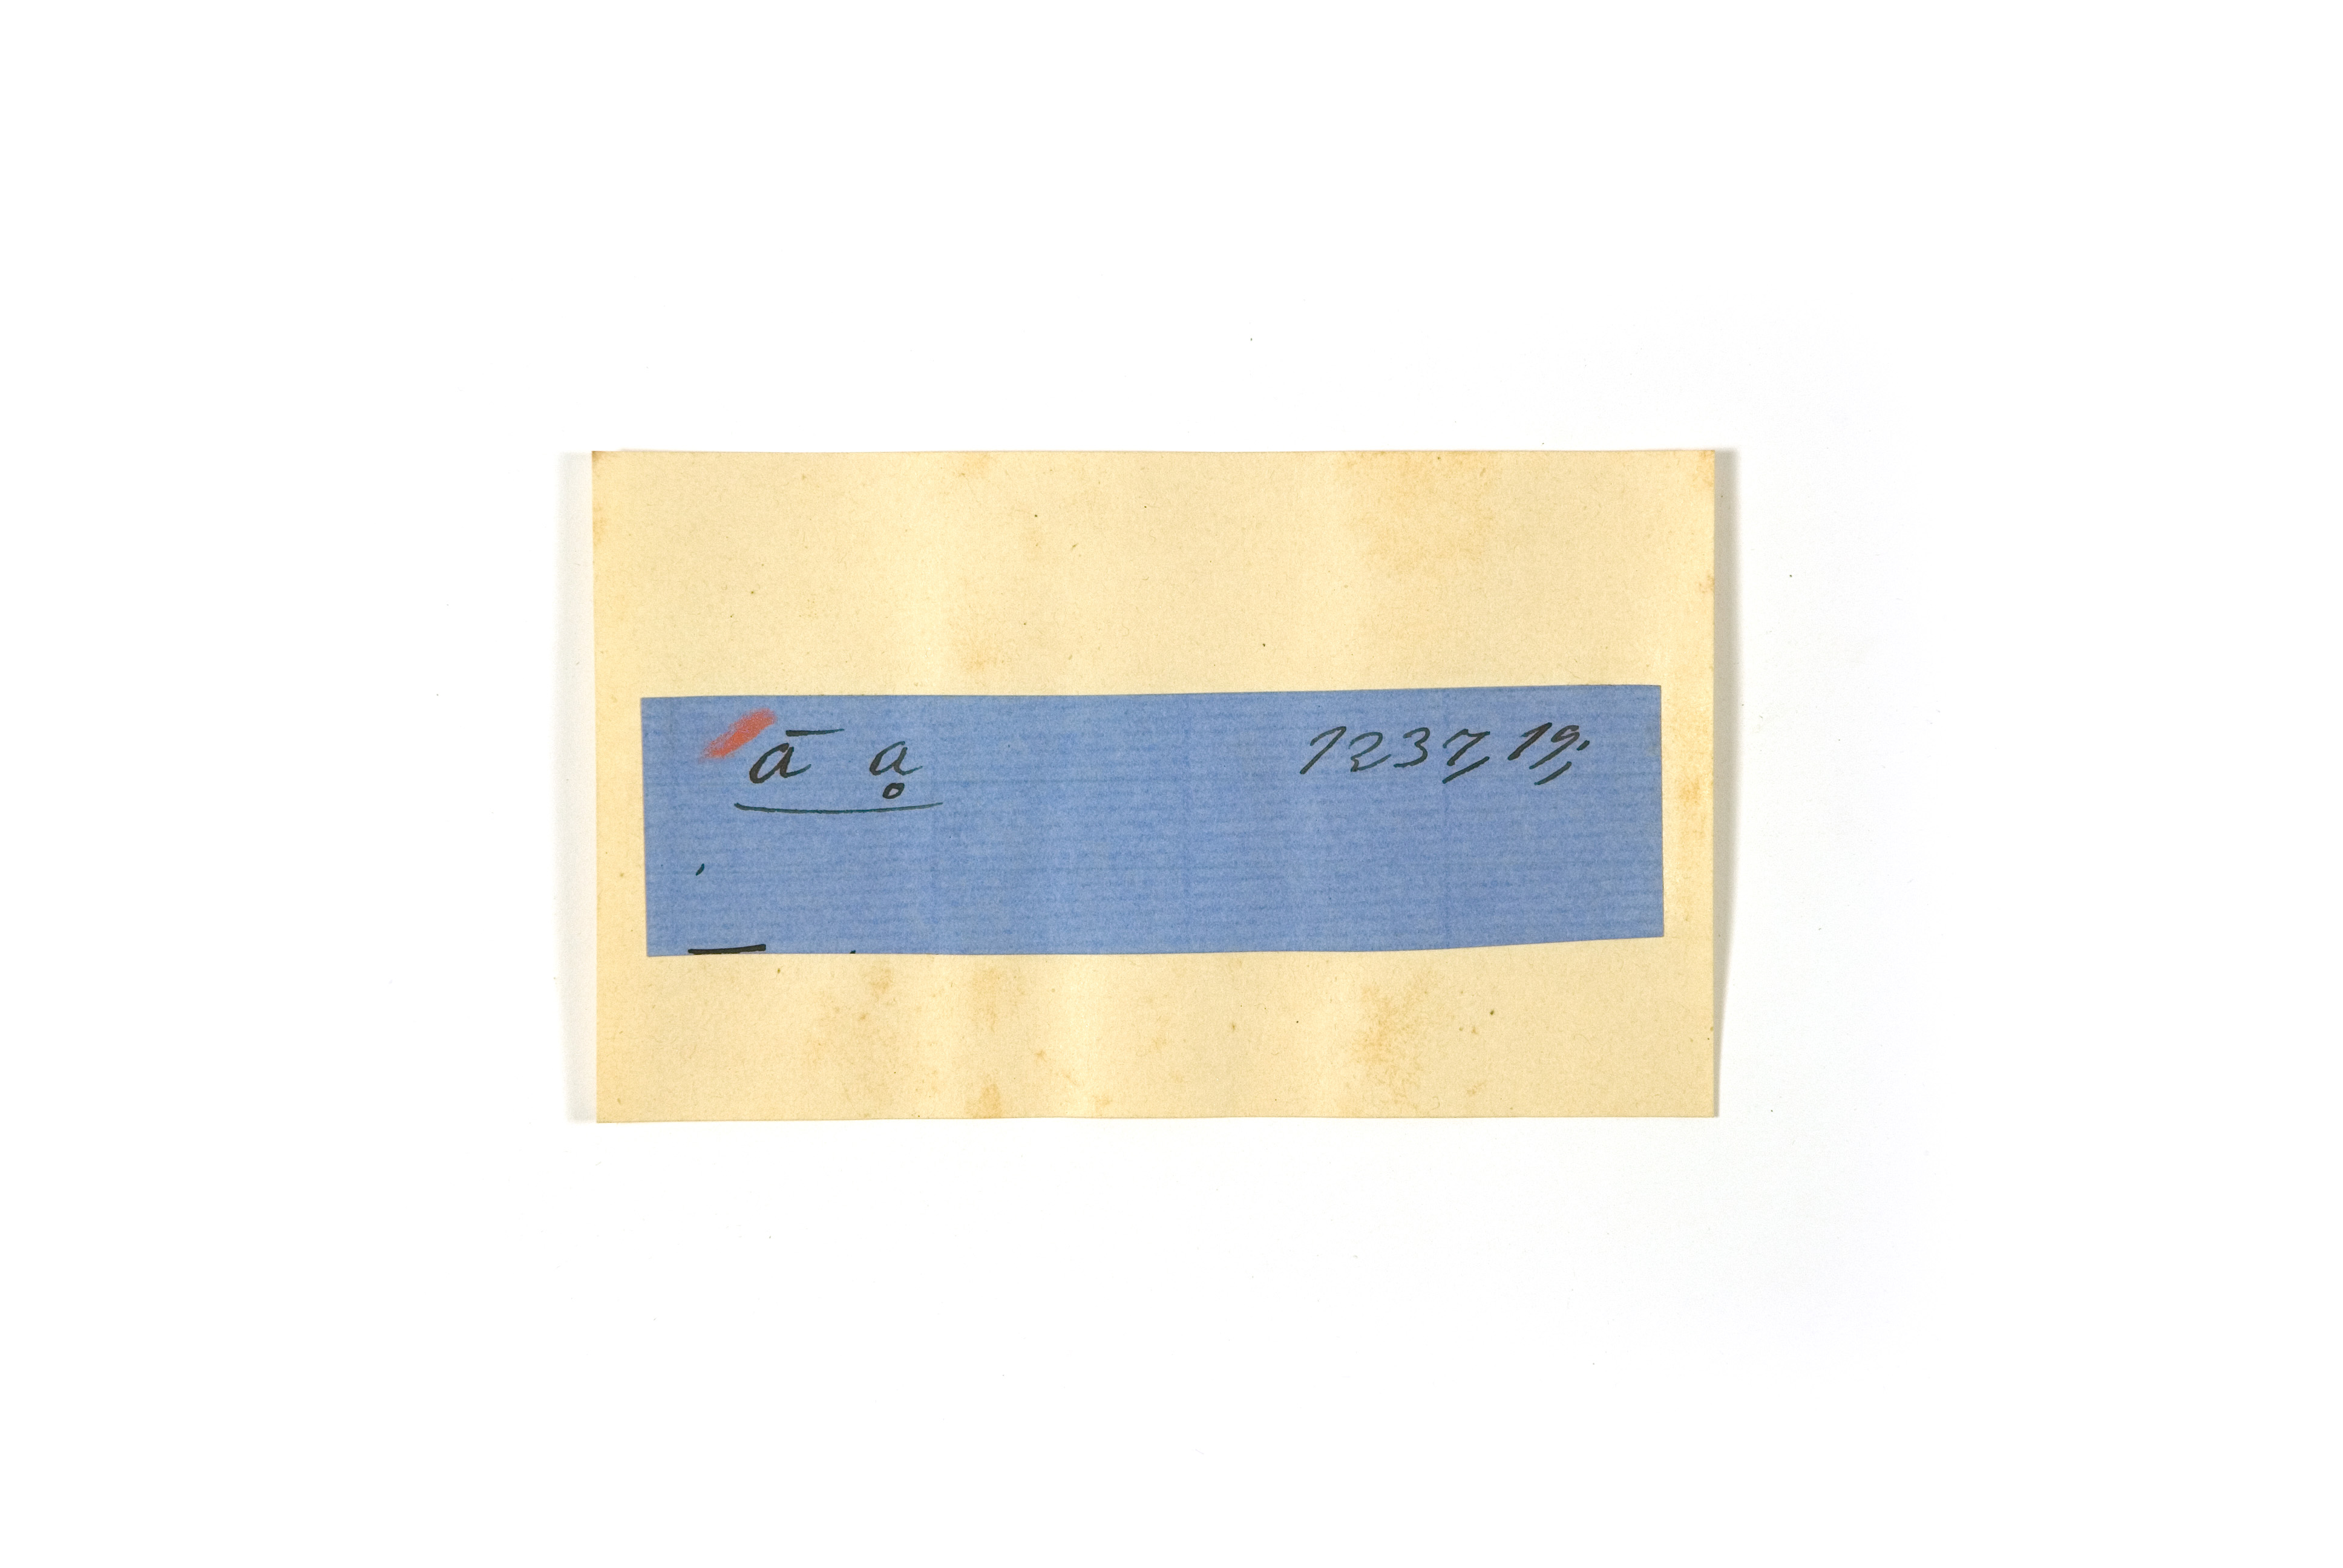 ā ḁ 1237,19;